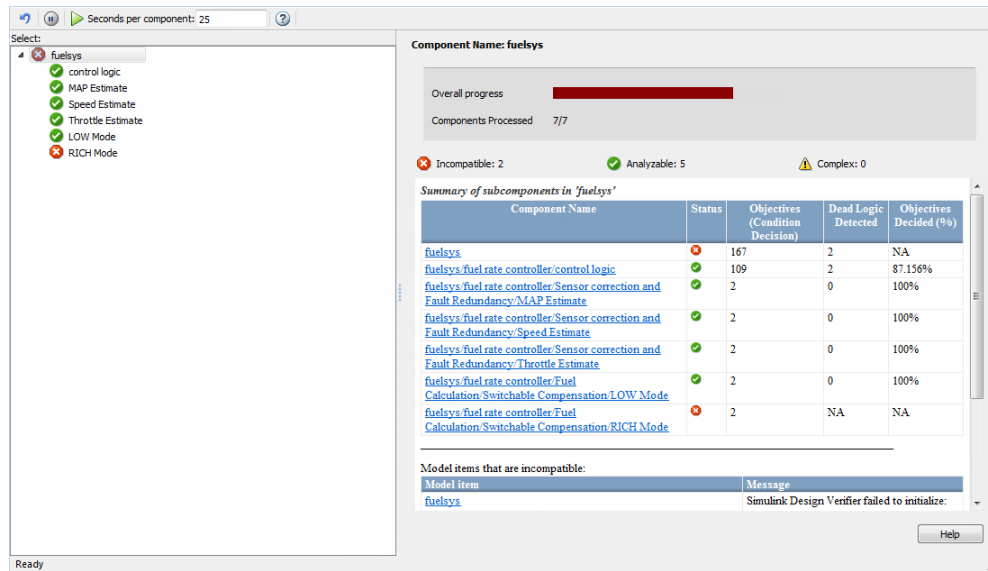 Seconds per component: 25
Select:
fuelsys
control logic
MAP Estimate
Speed Estimate
Throttle Estimate
LOW Mode
RICH Mode
Component Name: fuelsys
Overall progress
Components Processed 7/7
Incompatible: 2 Analyzable: 5 Complex: 0
Summary of subcomponents in 'fuelsys'
Component Name Status Objectives Dead Logic Objectives
(Condition Detected Decided (%)
Decision)
fuelsys 167 2 NA
fuelsys/fuel rate controller/control logic 109 2 87.156%
fuelsys/fuel rate controller/Sensor correction and 2 0 100%
Fault Redundancy/MAP Estimate
fuelsys/fuel rate controller/Sensor correction and 2 0 100%
Fault Redundancy/Speed Estimate
fuelsys/fuel rate controller/Sensor correction and 2 0 100%
Fault Redundancy/Throttle Estimate
fuelsys/fuel rate controller/Fuel 2 0 100%
Calculation/Switchable Compensation/LOW Mode
fuelsys/fuel rate controller/Fuel 2 NA NA
Calculation/Switchable Compensation/RICH Mode
Model items that are incompatible:
Model item Message
fuelsys Simulink Design Verifier failed to initialize:
Help
Ready